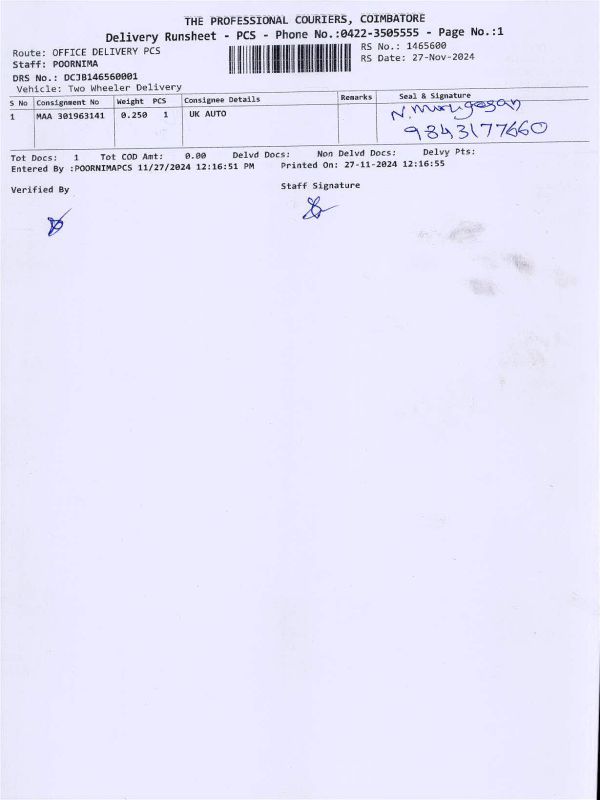 THE PROFESSIONAL COURIERS, COIMBATORE
Delivery Runsheet - PCS - Phone No.:0422-3505555 - Page No.:1
Route: OFFICE DELIVERY PCS
RS No.: 1465600
Staff: POORNIMA
RS Date: 27-Nov-2024
DRS No.: DCJB146560001
Vehicle: Two Wheeler Delivery
S No Consignment No Weight PCS Consignee Details Remarks Seal & Signature
1 MAA 301963141 0.250 1 UK AUTO N. Murugesan
9843177660
Tot Docs: 1 Tot COD Amt: 0.00 Delvd Docs: Non Delvd Docs: Delvy Pts:
Entered By :POORNIMAPCS 11/27/2024 12:16:51 PM Printed On: 27-11-2024 12:16:55
Verified By Staff Signature